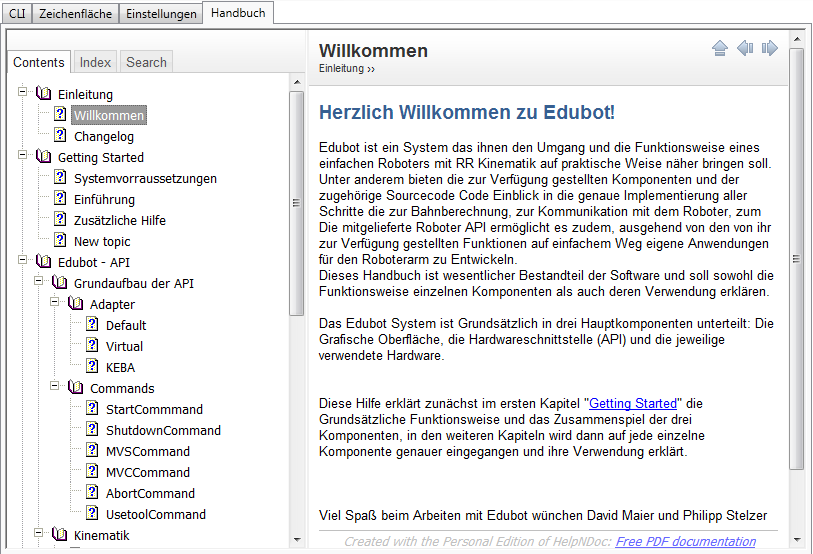 CLI Zeichenfläche Einstellungen Handbuch
Contents Index Search
Einleitung
Willkommen
Changelog
Getting Started
Systemvorraussetzungen
Einführung
Zusätzliche Hilfe
New topic
Edubot - API
Grundaufbau der API
Adapter
Default
Virtual
KEBA
Commands
StartCommmand
ShutdownCommand
MVSCommand
MVCCommand
AbortCommand
UsetoolCommand
Kinematik
Willkommen
Einleitung ››
Herzlich Willkommen zu Edubot!
Edubot ist ein System das ihnen den Umgang und die Funktionsweise eines
einfachen Roboters mit RR Kinematik auf praktische Weise näher bringen soll.
Unter anderem bieten die zur Verfügung gestellten Komponenten und der
zugehörige Sourcecode Code Einblick in die genaue Implementierung aller
Schritte die zur Bahnberechnung, zur Kommunikation mit dem Roboter, zum
Die mitgelieferte Roboter API ermöglicht es zudem, ausgehend von den von ihr
zur Verfügung gestellten Funktionen auf einfachem Weg eigene Anwendungen
für den Roboterarm zu Entwickeln.
Dieses Handbuch ist wesentlicher Bestandteil der Software und soll sowohl die
Funktionsweise einzelnen Komponenten als auch deren Verwendung erklären.
Das Edubot System ist Grundsätzlich in drei Hauptkomponenten unterteilt: Die
Grafische Oberfläche, die Hardwareschnittstelle (API) und die jeweilige
verwendete Hardware.
Diese Hilfe erklärt zunächst im ersten Kapitel "Getting Started" die
Grundsätzliche Funktionsweise und das Zusammenspiel der drei
Komponenten, in den weiteren Kapiteln wird dann auf jede einzelne
Komponente genauer eingegangen und ihre Verwendung erklärt.
Viel Spaß beim Arbeiten mit Edubot wünchen David Maier und Philipp Stelzer
Created with the Personal Edition of HelpNDoc: Free PDF documentation